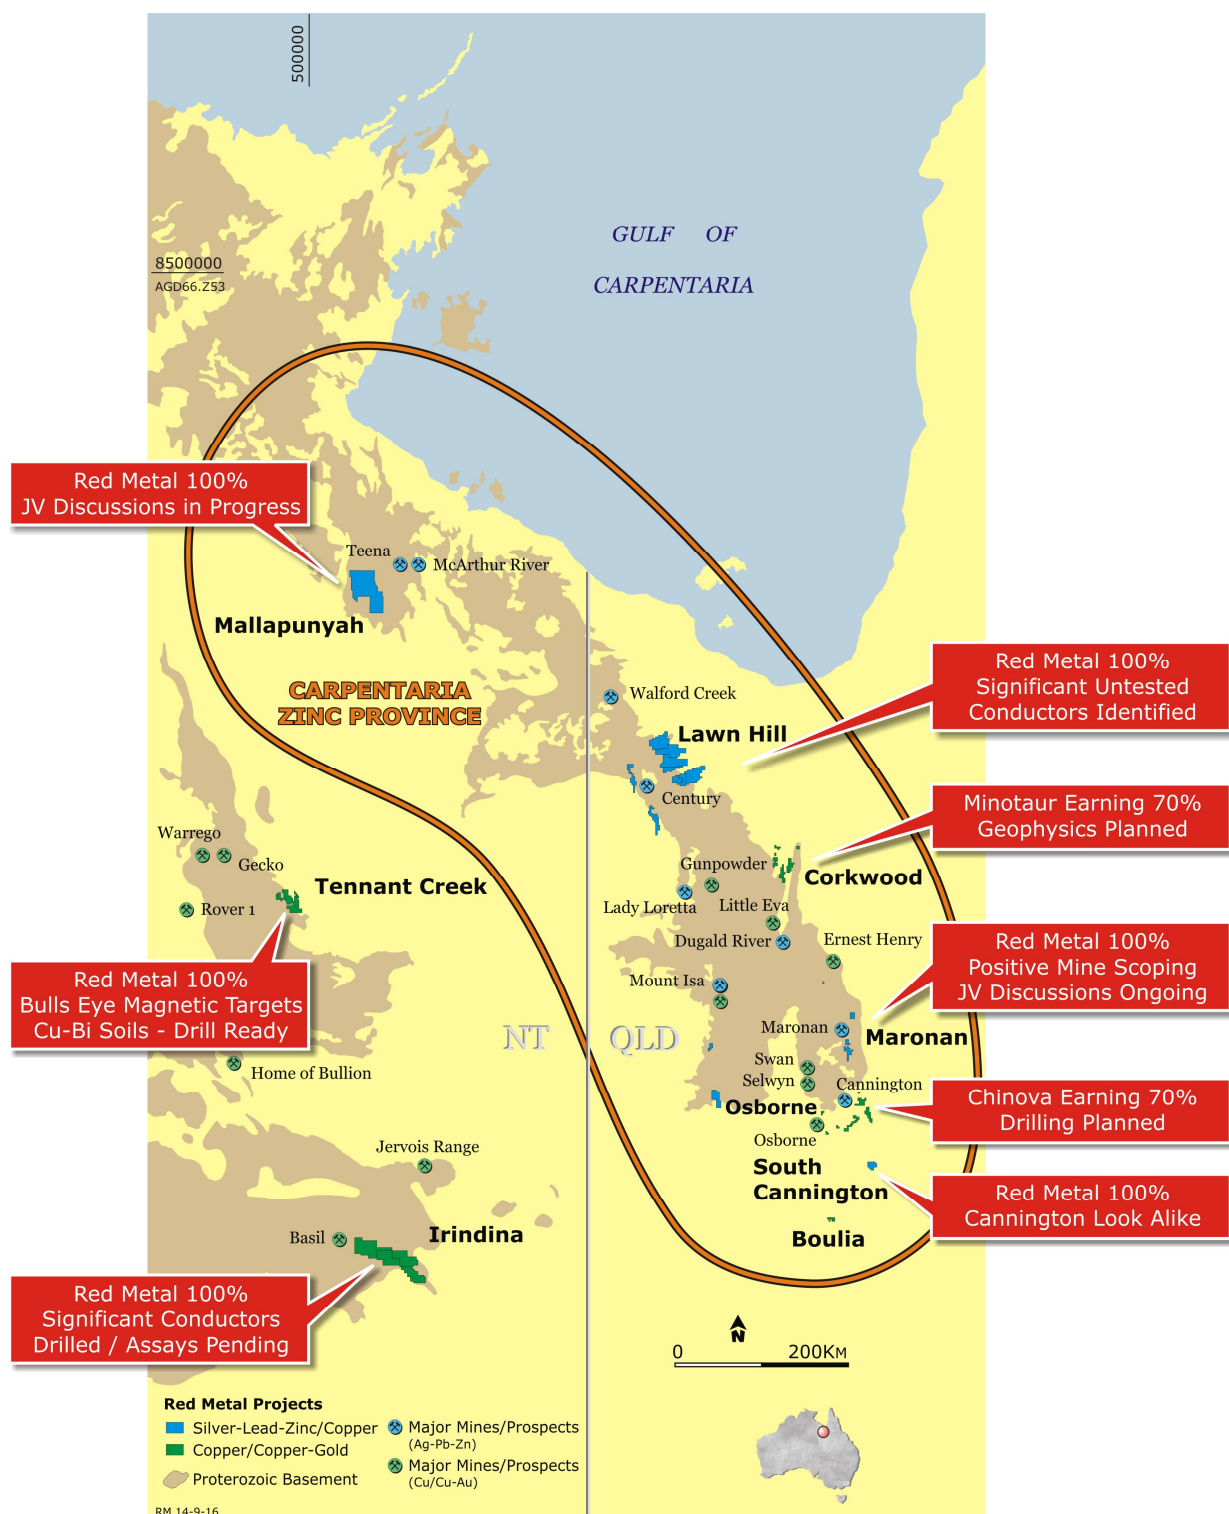 500000
GULF OF
CARPENTARIA
8500000
AGD66.Z53
Red Metal 100%
JV Discussions in Progress
Teena
McArthur River
Mallapunyah
CARPENTARIA
ZINC PROVINCE
Walford Creek
Red Metal 100%
Significant Untested
Conductors Identified
Lawn Hill
Century
Minotaur Earning 70%
Geophysics Planned
Warrego
Gecko
Gunpowder
Corkwood
Tennant Creek
Lady Loretta
Little Eva
Rover 1
Dugald River
Ernest Henry
Red Metal 100%
Positive Mine Scoping
JV Discussions Ongoing
Red Metal 100%
Bulls Eye Magnetic Targets
Cu-Bi Soils - Drill Ready
Mount Isa
NT
QLD
Maronan
Maronan
Swan
Selwyn
Cannington
Home of Bullion
Osborne
Chinova Earning 70%
Drilling Planned
Osborne
Jervois Range
South
Cannington
Red Metal 100%
Cannington Look Alike
Basil
Irindina
Boulia
Red Metal 100%
Significant Conductors
Drilled / Assays Pending
N
0 200KM
Red Metal Projects
Silver-Lead-Zinc/Copper
Copper/Copper-Gold
Proterozoic Basement
Major Mines/Prospects
(Ag-Pb-Zn)
Major Mines/Prospects
(Cu/Cu-Au)
RM 14-9-16